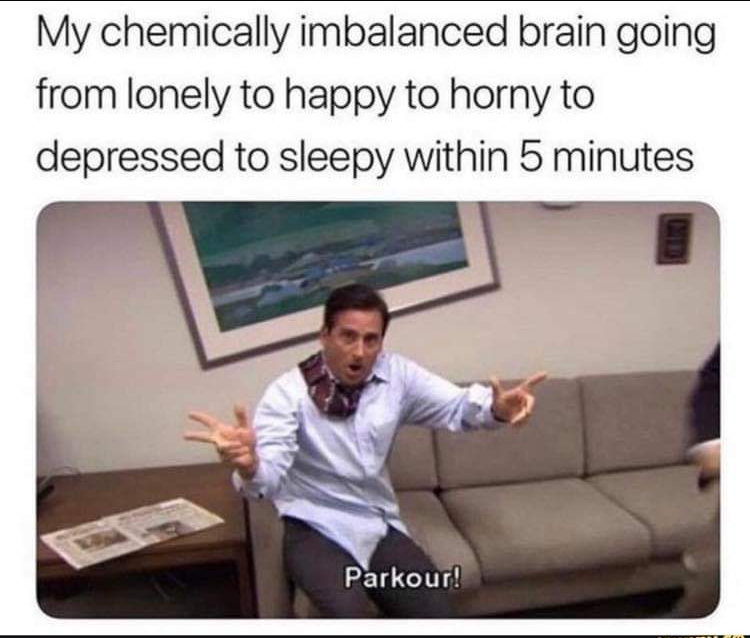 My chemically imbalanced brain going
from lonely to happy to horny to
depressed to sleepy within 5 minutes
Parkour!